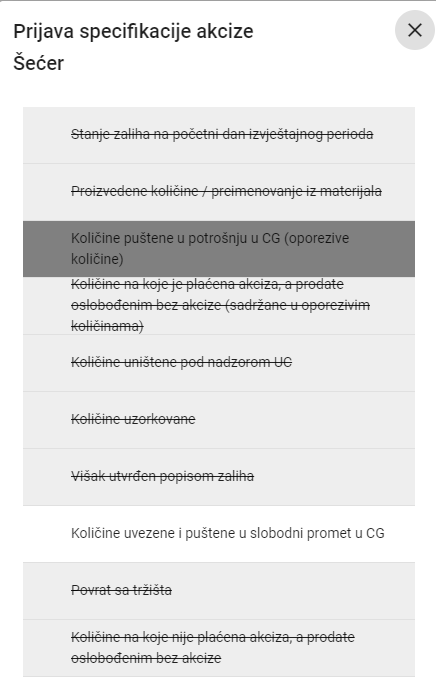 Prijava specifikacije akcize
Šećer
Stanje zaliha na početni dan izvještajnog perioda
Proizvedene količine / preimenovanje iz materijala
Količine puštene u potrošnju u CG (oporezive
količine)
Količine na koje je plaćena akciza, a prodate
oslobođenim bez akcize (sadržane u oporezivim
količinama)
Količine uništene pod nadzorom UC
Količine uzorkovane
Višak utvrđen popisom zaliha
Količine uvezene i puštene u slobodni promet u CG
Povrat sa tržišta
Količine na koje nije plaćena akciza, a prodate
oslobođenim bez akcize